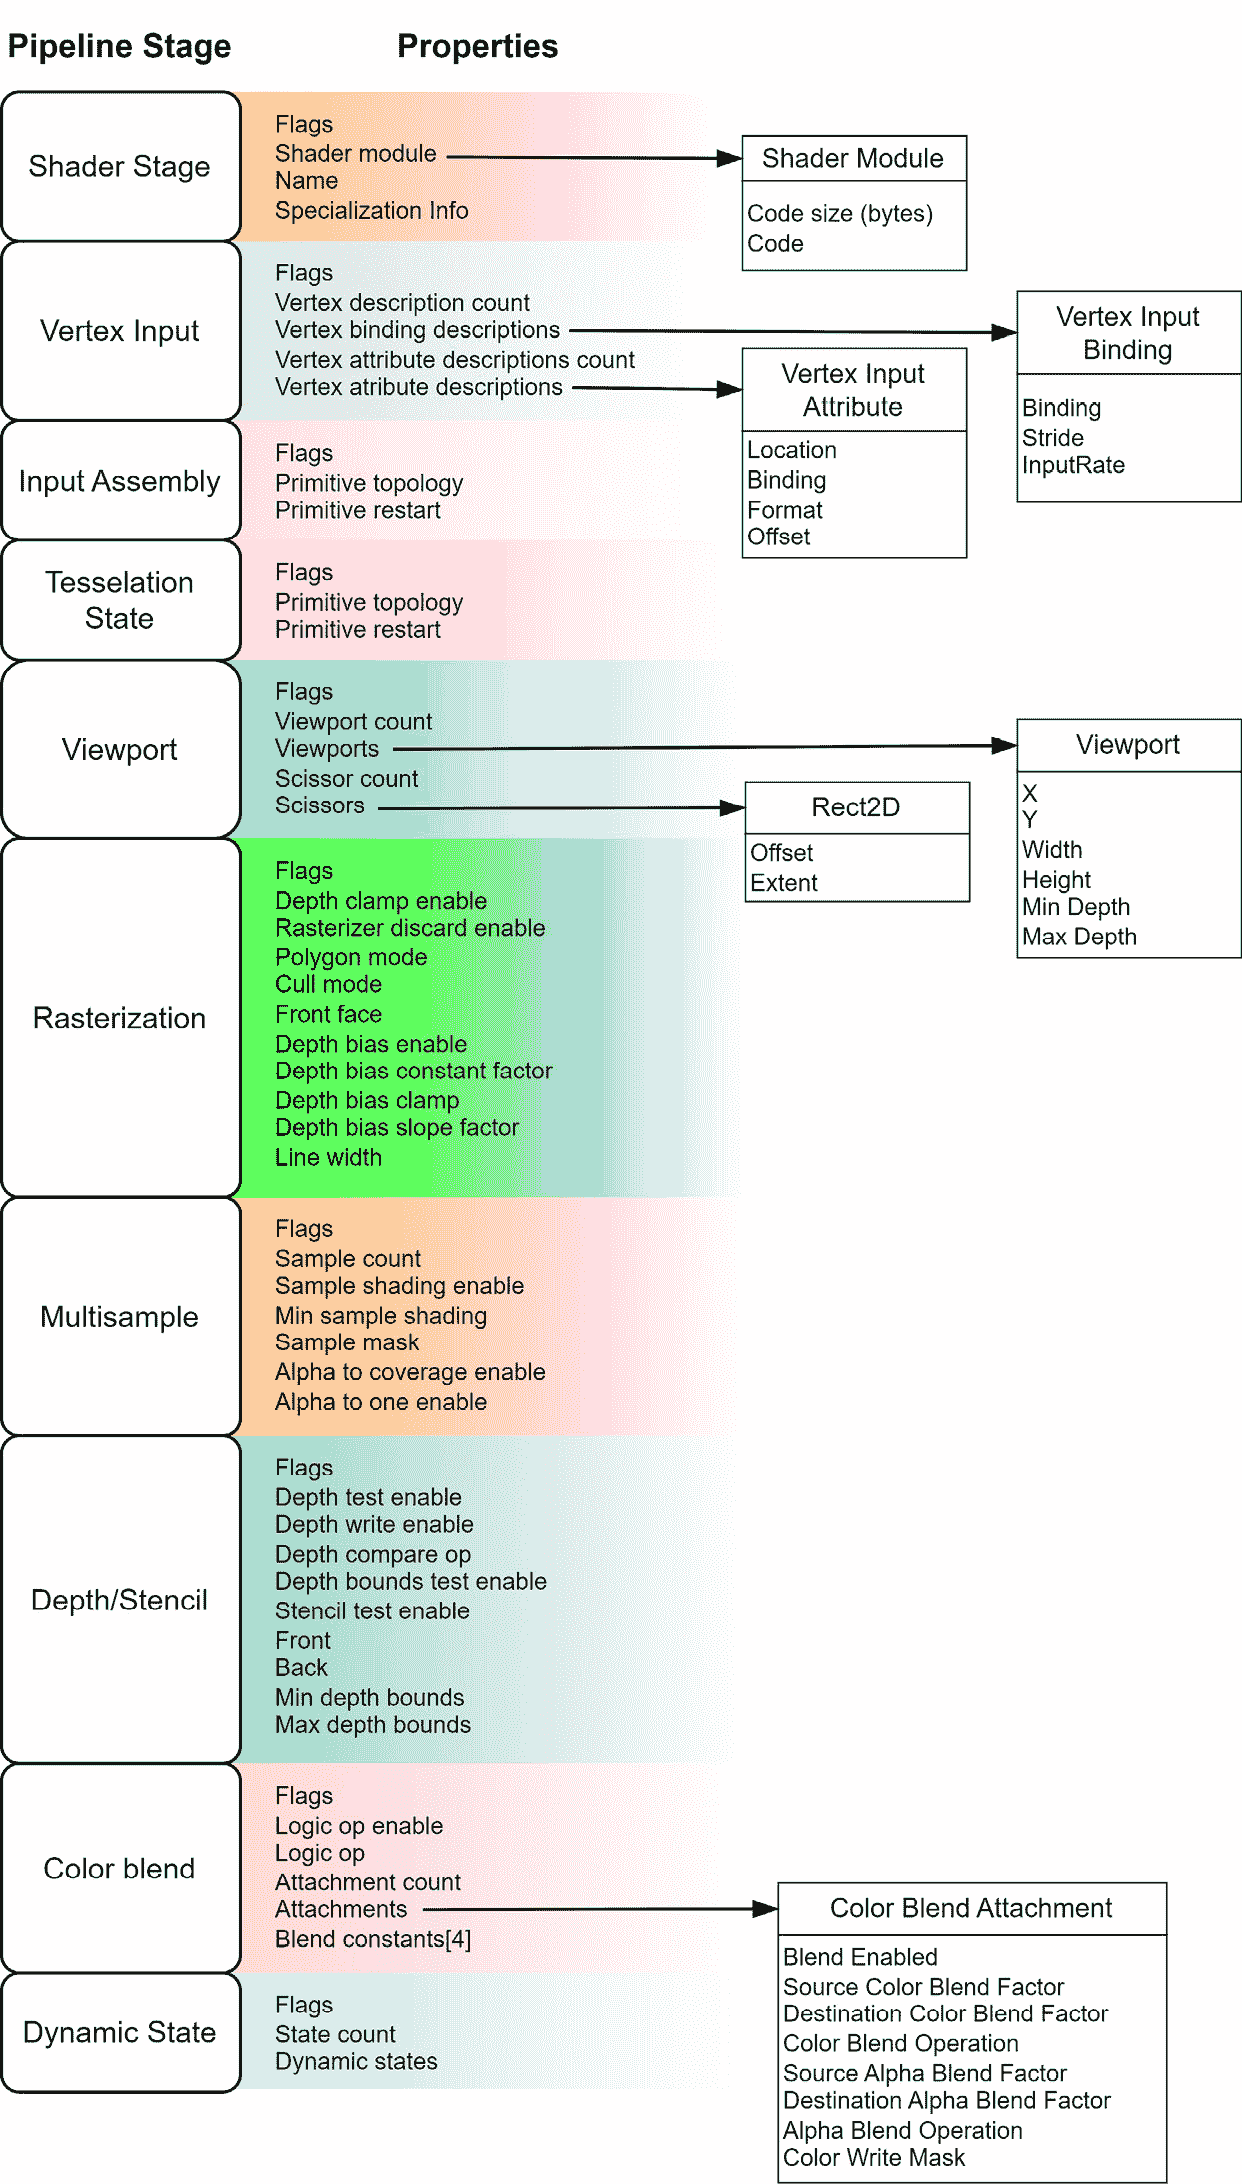 Pipeline Stage
Properties
Shader Stage
Flags
Shader module
Name
Specialization Info
Shader Module
Code size (bytes)
Code
Vertex Input
Flags
Vertex description count
Vertex binding descriptions
Vertex attribute descriptions count
Vertex atribute descriptions
Vertex Input
Binding
Binding
Stride
InputRate
Vertex Input
Attribute
Location
Binding
Format
Offset
Input Assembly
Flags
Primitive topology
Primitive restart
Tesselation
State
Flags
Primitive topology
Primitive restart
Viewport
Flags
Viewport count
Viewports
Scissor count
Scissors
Viewport
X
Y
Width
Height
Min Depth
Max Depth
Rect2D
Offset
Extent
Rasterization
Flags
Depth clamp enable
Rasterizer discard enable
Polygon mode
Cull mode
Front face
Depth bias enable
Depth bias constant factor
Depth bias clamp
Depth bias slope factor
Line width
Multisample
Flags
Sample count
Sample shading enable
Min sample shading
Sample mask
Alpha to coverage enable
Alpha to one enable
Depth/Stencil
Flags
Depth test enable
Depth write enable
Depth compare op
Depth bounds test enable
Stencil test enable
Front
Back
Min depth bounds
Max depth bounds
Color blend
Flags
Logic op enable
Logic op
Attachment count
Attachments
Blend constants[4]
Color Blend Attachment
Blend Enabled
Source Color Blend Factor
Destination Color Blend Factor
Color Blend Operation
Source Alpha Blend Factor
Destination Alpha Blend Factor
Alpha Blend Operation
Color Write Mask
Dynamic State
Flags
State count
Dynamic states